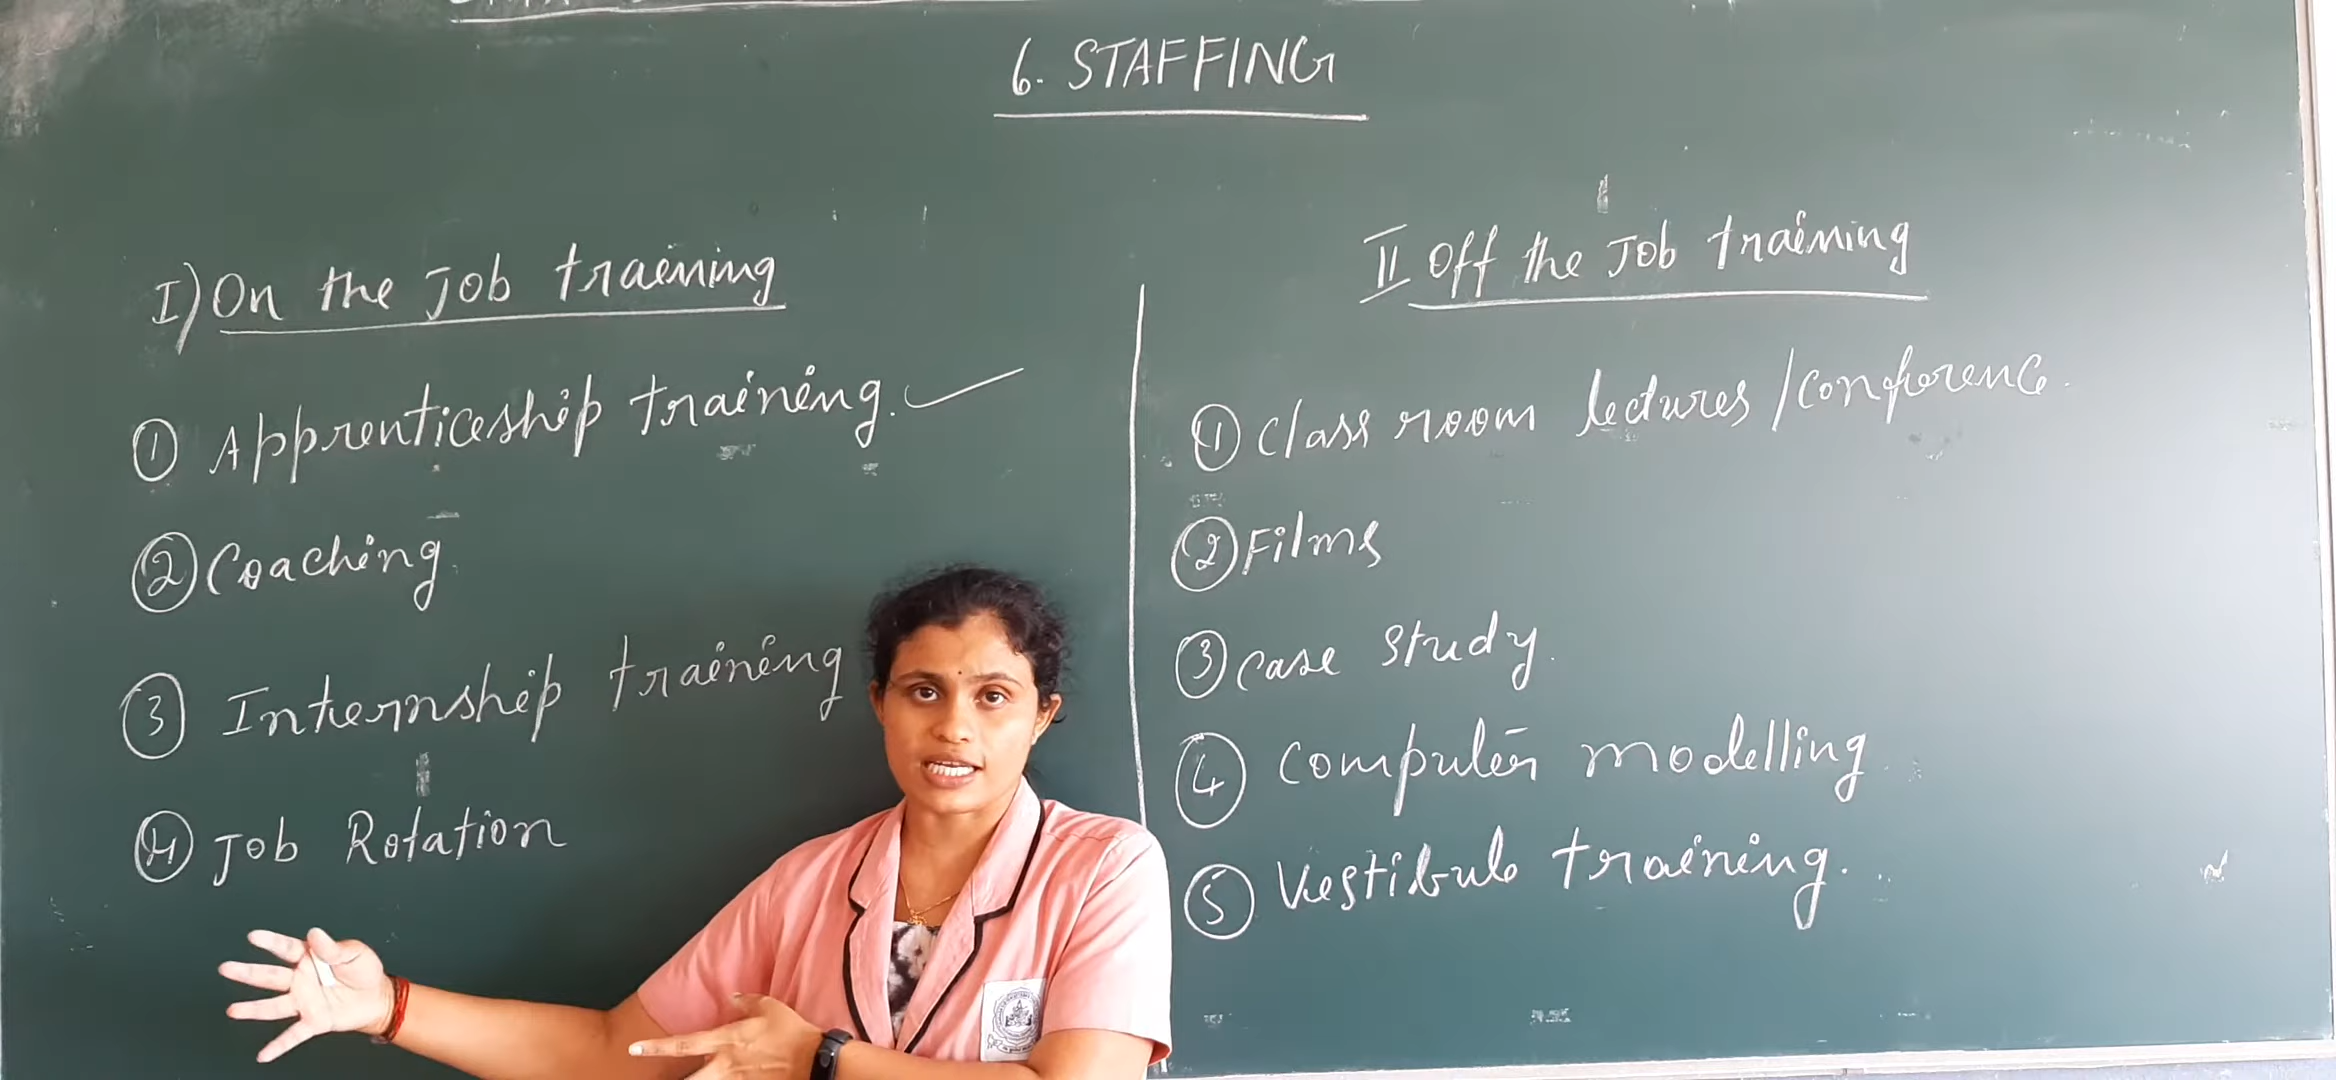 6. STAFFING
I) On the Job training
① Apprenticeship training.
② Coaching.
③ Internship training
④ Job Rotation
II Off the Job training
① Class room lectures/conference.
② Films
③ case study.
④ Computer modelling
⑤ Vestibule training.